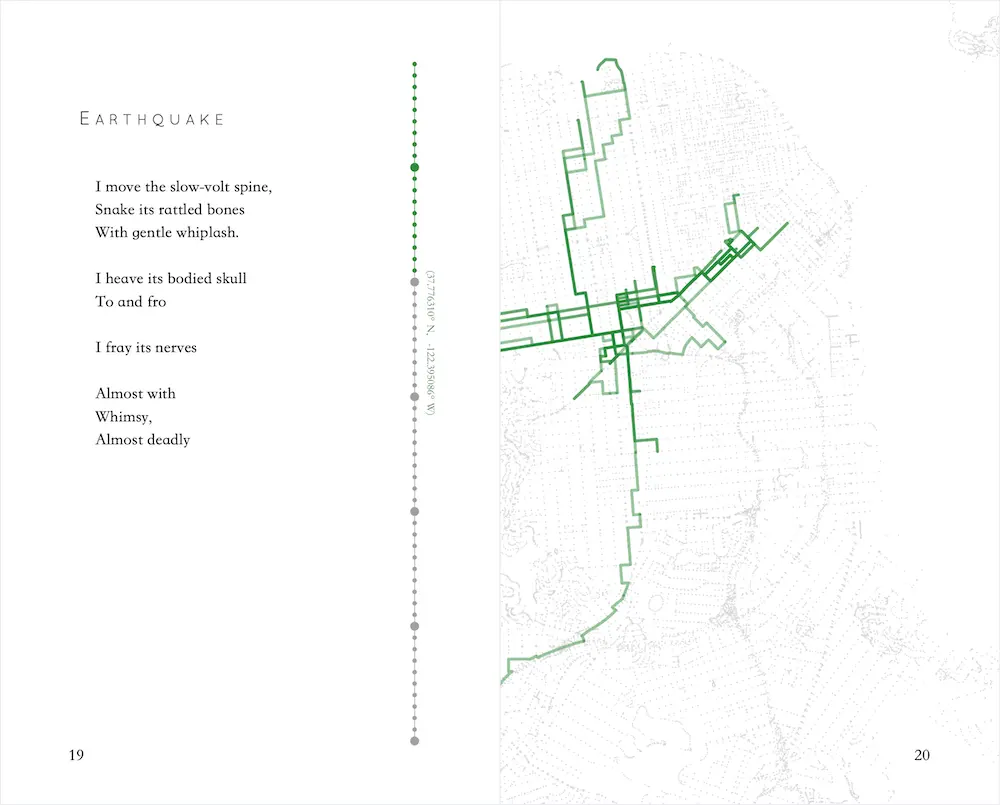 EARTHQUAKE
I move the slow-volt spine,
Snake its rattled bones
With gentle whiplash.
I heave its bodied skull
To and fro
I fray its nerves
Almost with
Whimsy,
Almost deadly
(37.776310° N, -122.395086° W)
19
20